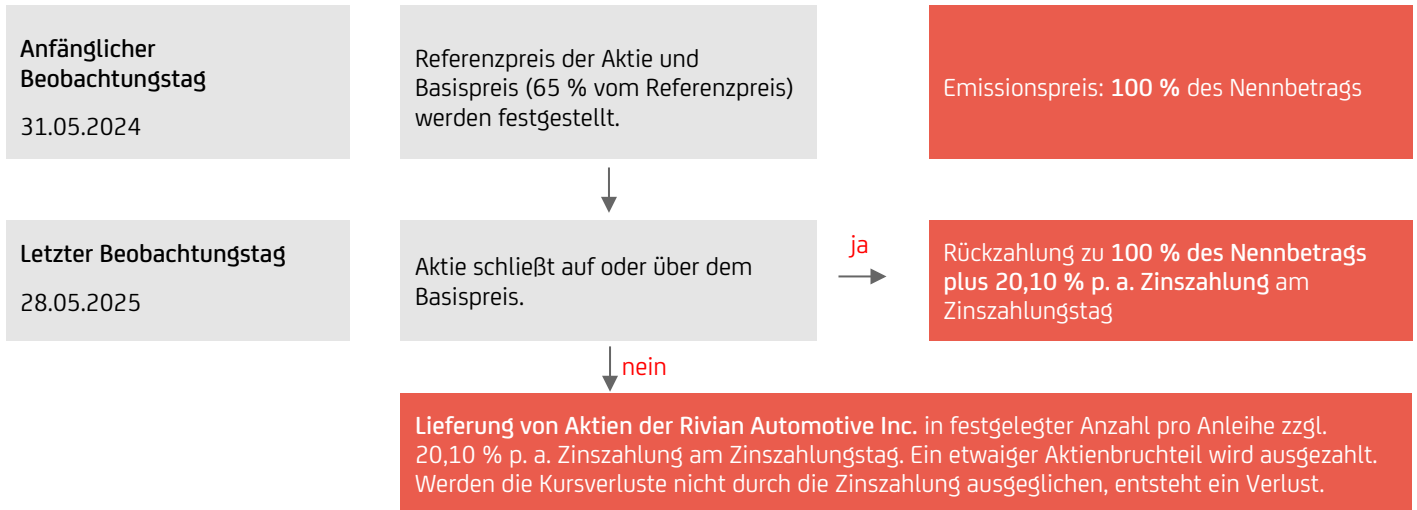 Anfänglicher
Beobachtungstag
31.05.2024
Referenzpreis der Aktie und
Basispreis (65 % vom Referenzpreis)
werden festgestellt.
Emissionspreis: 100 % des Nennbetrags
Letzter Beobachtungstag
28.05.2025
Aktie schließt auf oder über dem
Basispreis.
ja
Rückzahlung zu 100 % des Nennbetrags
plus 20,10 % p. a. Zinszahlung am
Zinszahlungstag
nein
Lieferung von Aktien der Rivian Automotive Inc. in festgelegter Anzahl pro Anleihe zzgl.
20,10 % p. a. Zinszahlung am Zinszahlungstag. Ein etwaiger Aktienbruchteil wird ausgezahlt.
Werden die Kursverluste nicht durch die Zinszahlung ausgeglichen, entsteht ein Verlust.